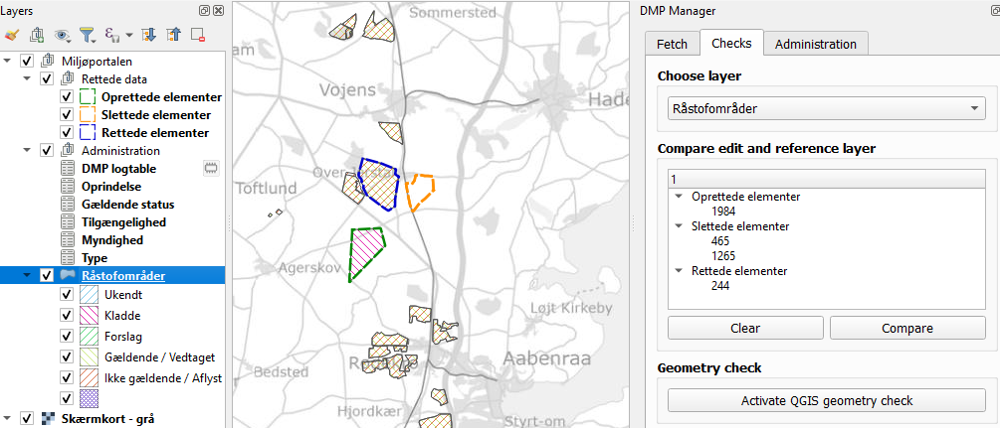 Layers
Miljøportalen
Rettede data
Oprettede elementer
Slettede elementer
Rettede elementer
Administration
DMP logtable
Oprindelse
Gældende status
Tilgængelighed
Myndighed
Type
Råstofområder
Ukendt
Kladde
Forslag
Gældende / Vedtaget
Ikke gældende / Aflyst
Skærmkort - grå
Sommersted
am
Vojens
Hade
Toftlund
Agerskov
Løjt Kirkeby
Aabenraa
Bedsted
Hjordkær
Styrt-om
DMP Manager
Fetch
Checks
Administration
Choose layer
Råstofområder
Compare edit and reference layer
1
Oprettede elementer
1984
Slettede elementer
465
1265
Rettede elementer
244
Clear
Compare
Geometry check
Activate QGIS geometry check